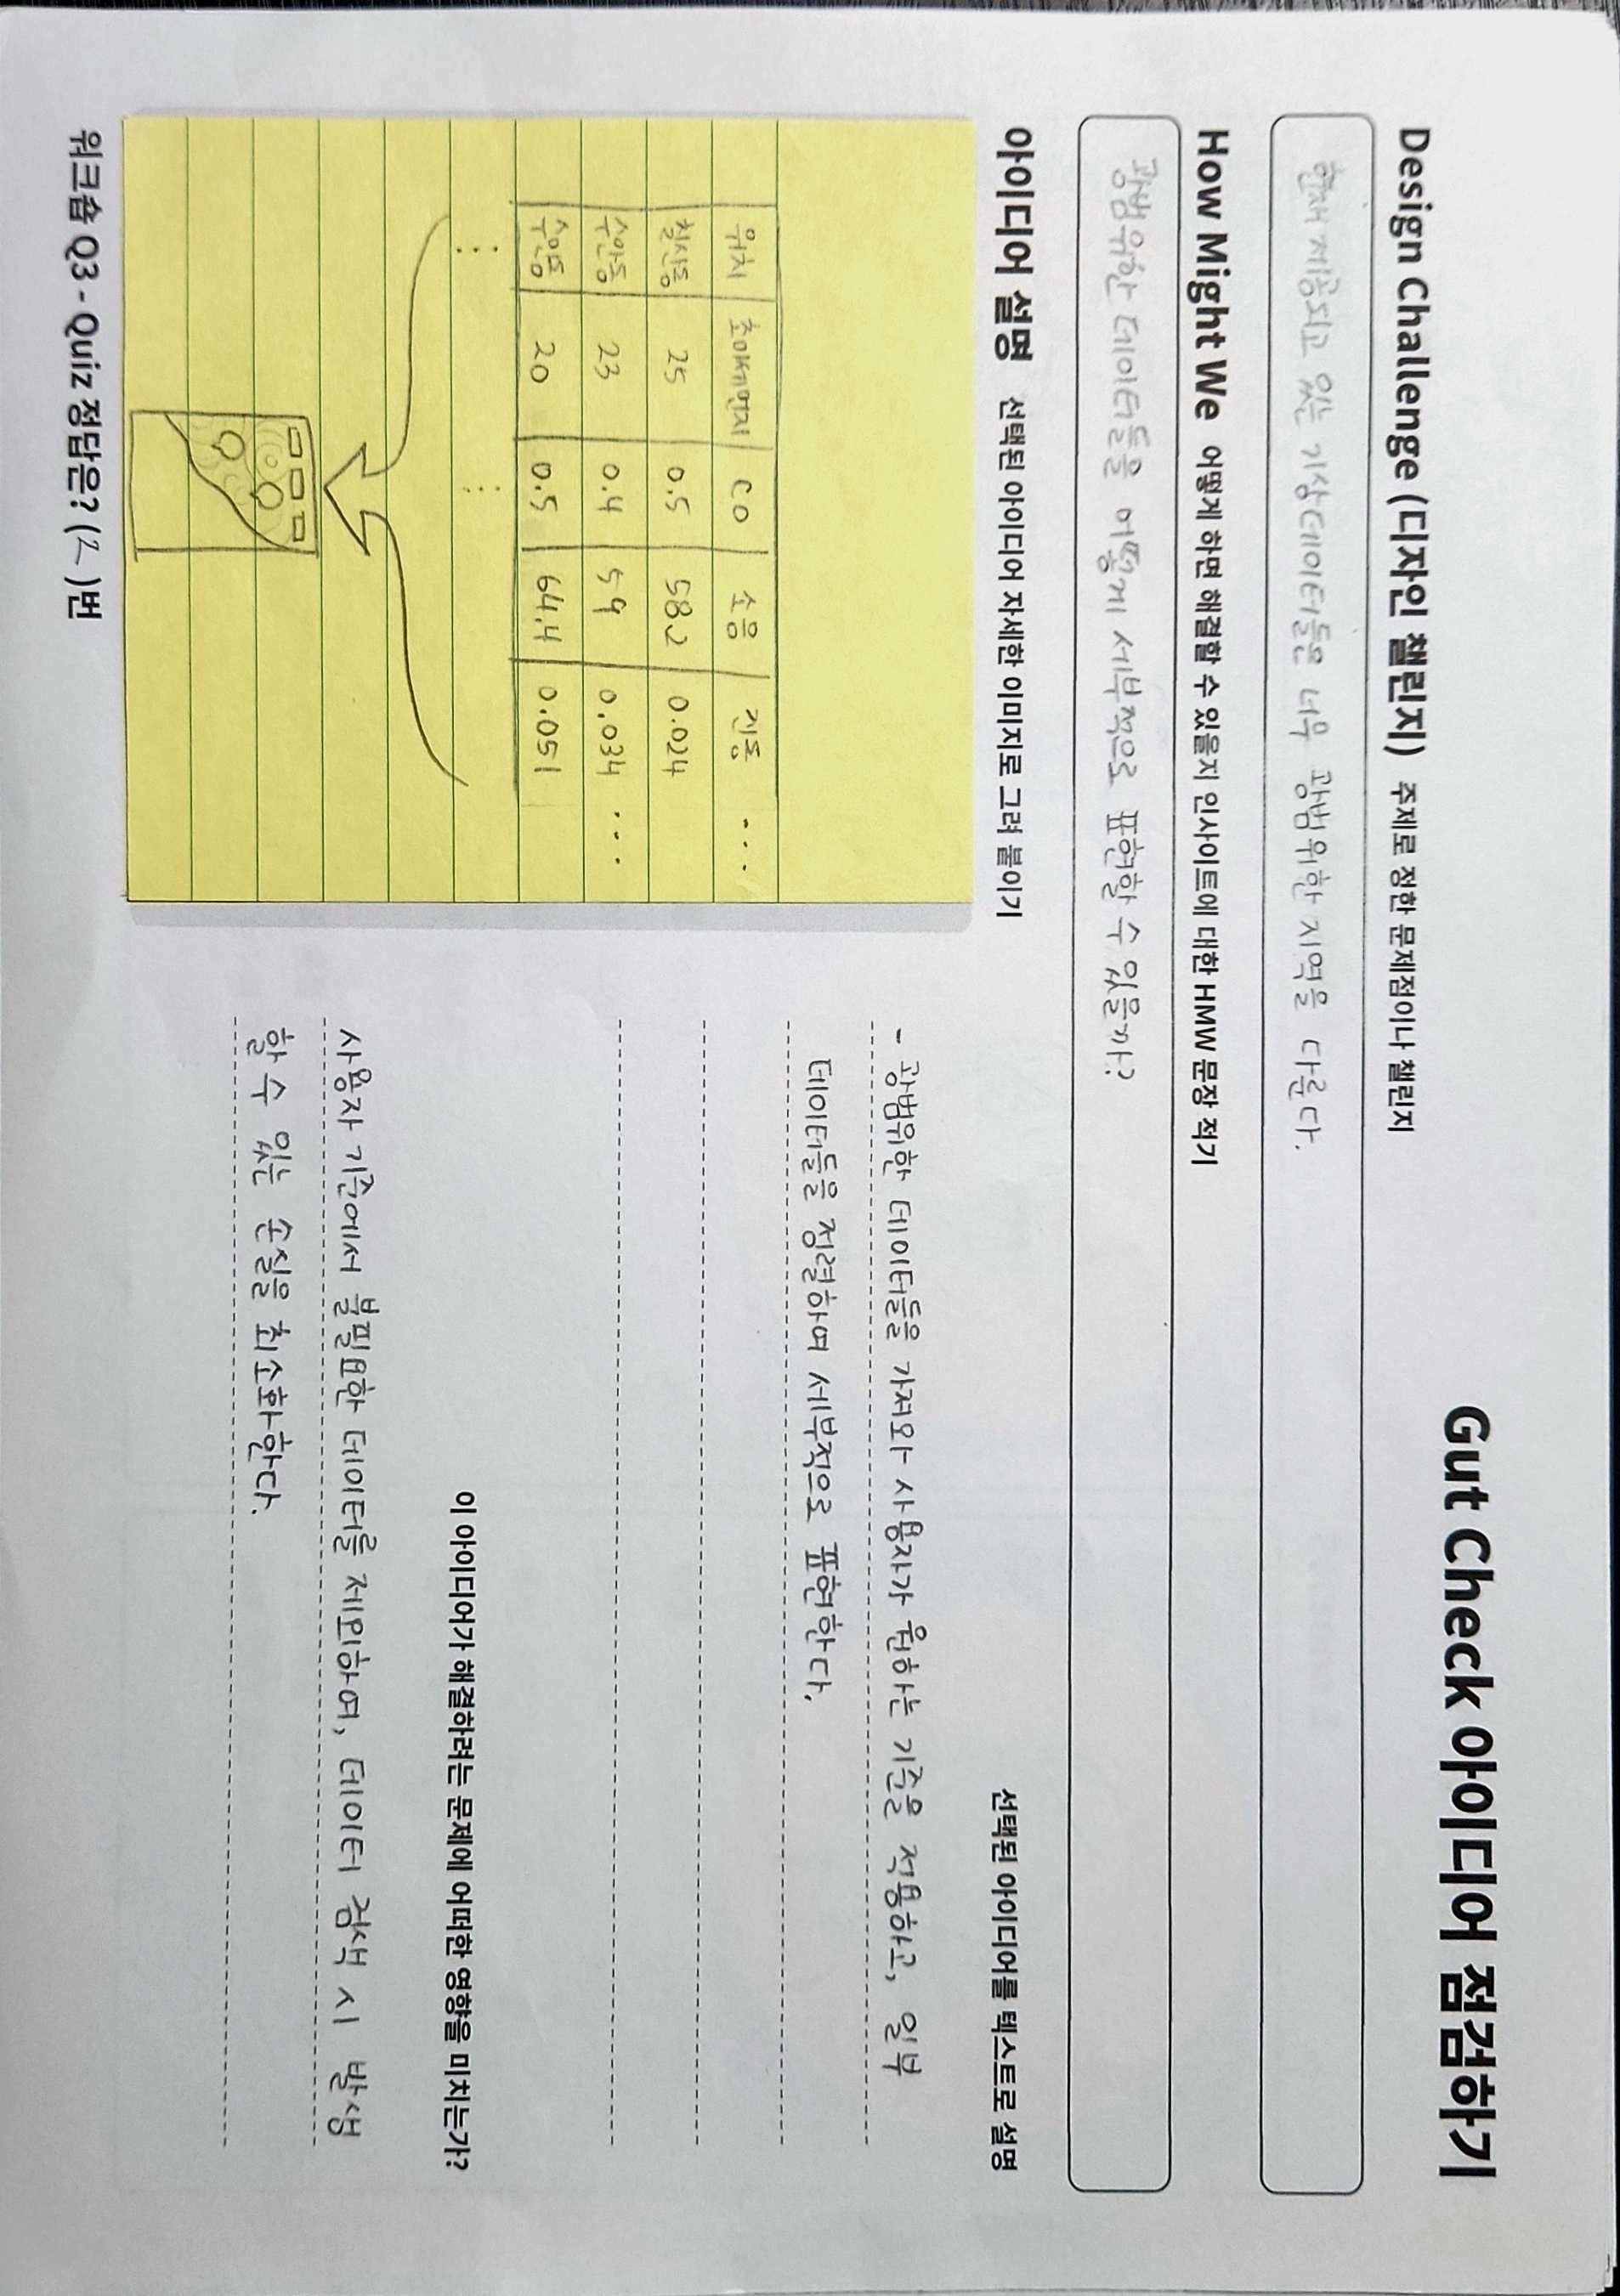 Gut Check 아이디어 점검하기
Design Challenge (디자인 챌린지) 주제로 정한 문제점이나 챌린지
현재 제공되고 있는 기상데이터들은 너무 광범위한 지역을 다룬다.
How Might We 어떻게 하면 해결할 수 있을지 인사이트에 대한 HMW 문장 적기
광범위한 데이터들을 어떻게 세부적으로 표현할 수 있을까?
아이디어 설명 선택된 아이디어 자세한 이미지로 그려 붙이기
위치 초미세먼지 CO 소음 진동 ...
칠산동 25 0.5 58.2 0.024
수완동 23 0.4 59 0.034 ...
20 0.5 64.4 0.051
선택된 아이디어를 텍스트로 설명
- 광범위한 데이터들을 가져와 사용자가 원하는 기준을 적용하고, 일부
데이터들을 정렬하여 세부적으로 표현한다.
이 아이디어가 해결하려는 문제에 어떠한 영향을 미치는가?
사용자 기준에서 불필요한 데이터를 제외하여, 데이터 검색 시 발생
할 수 있는 손실을 최소화한다.
워크숍 Q3 - Quiz 정답은? (2)번